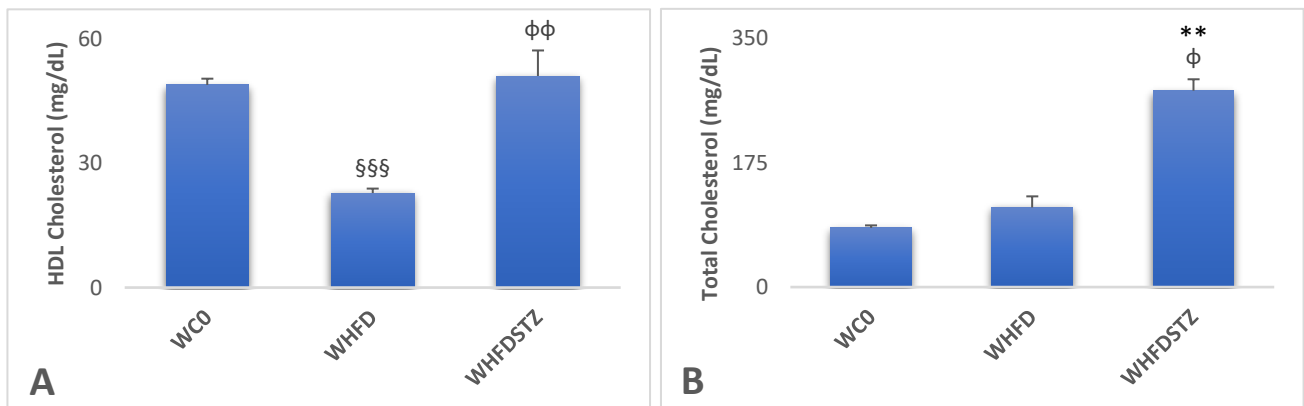 HDL Cholesterol (mg/dL)
60
30
0
§§§
ϕϕ
WC0
WHFD
WHFDSTZ
A
Total Cholesterol (mg/dL)
350
175
0
**
ϕ
WC0
WHFD
WHFDSTZ
B